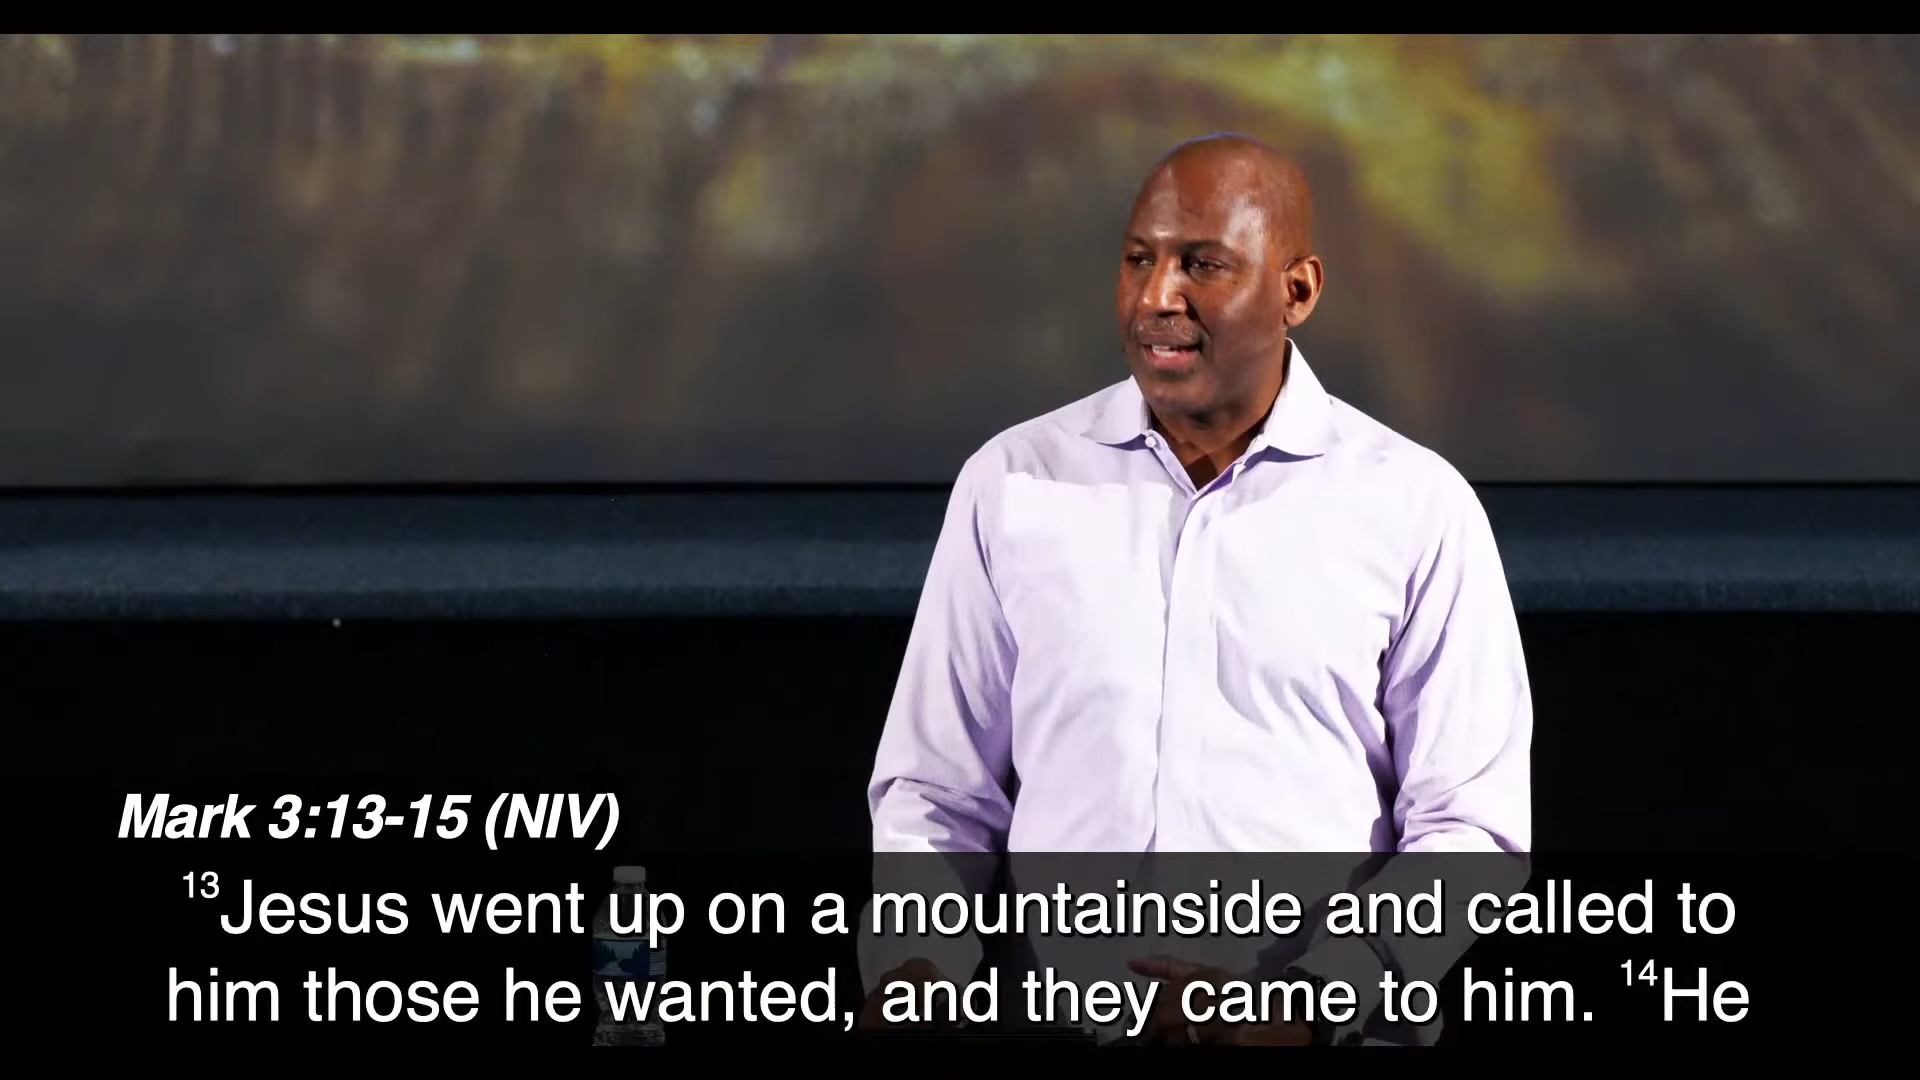 Mark 3:13-15 (NIV)
¹³Jesus went up on a mountainside and called to
him those he wanted, and they came to him. ¹⁴He